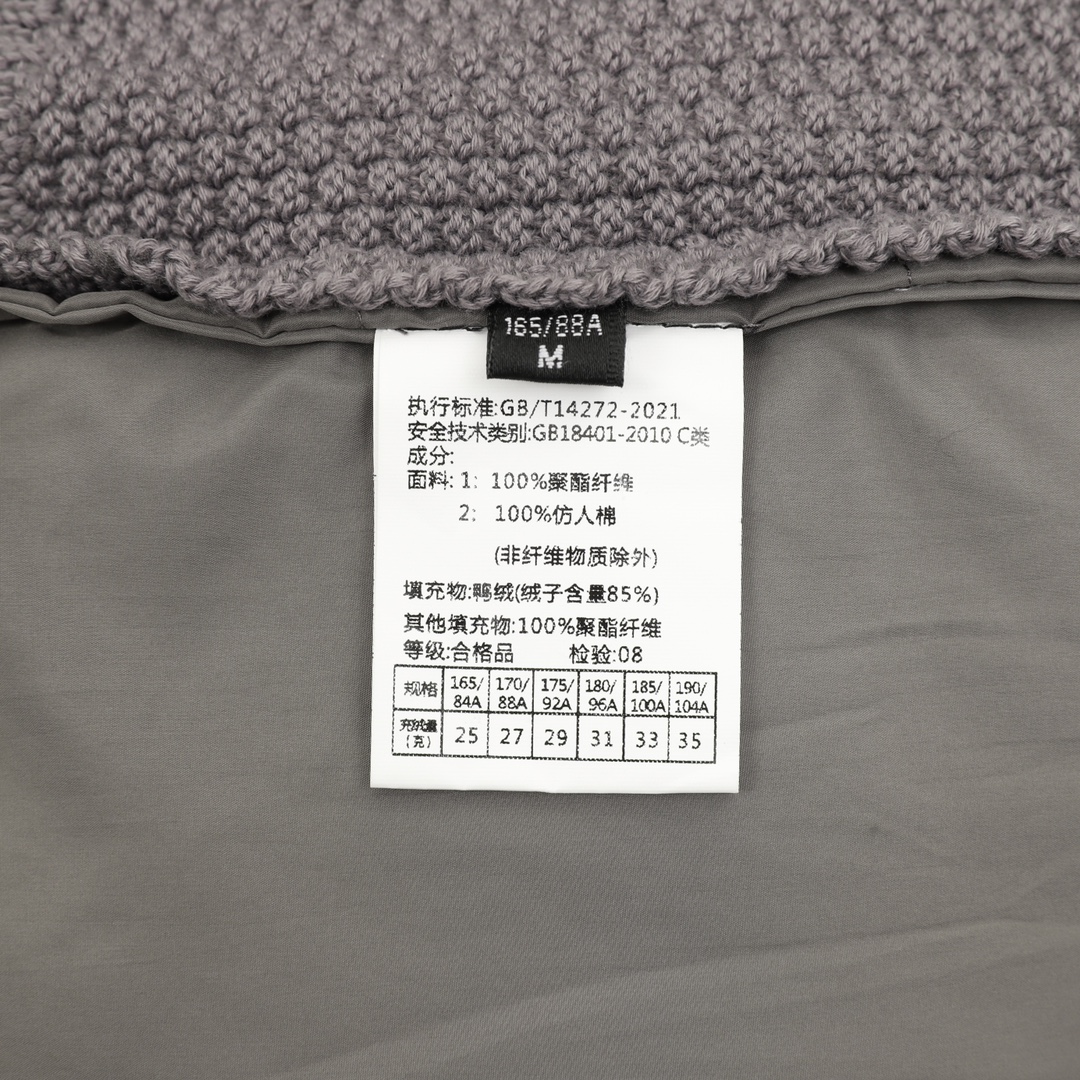 165/88A
M
执行标准:GB/T14272-2021
安全技术类别:GB18401-2010 C类
成分:
面料: 1: 100%聚酯纤维
2: 100%仿人棉
(非纤维物质除外)
填充物:鸭绒(绒子含量85%)
其他填充物:100%聚酯纤维
等级:合格品 检验:08
规格 165/84A 170/88A 175/92A 180/96A 185/100A 190/104A
充绒量(克) 25 27 29 31 33 35